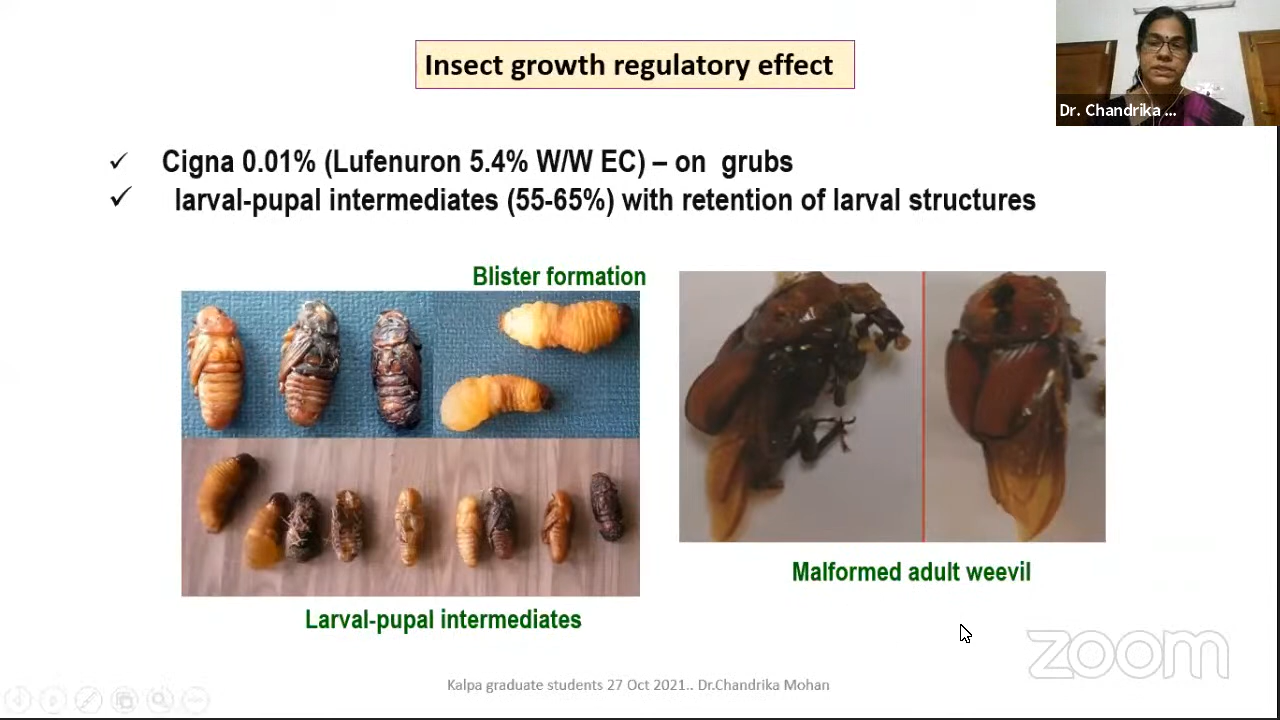 Insect growth regulatory effect
Dr. Chandrika ...
✓ Cigna 0.01% (Lufenuron 5.4% W/W EC) – on grubs
✓ larval-pupal intermediates (55-65%) with retention of larval structures
Blister formation
Malformed adult weevil
Larval-pupal intermediates
zoom
Kalpa graduate students 27 Oct 2021.. Dr.Chandrika Mohan